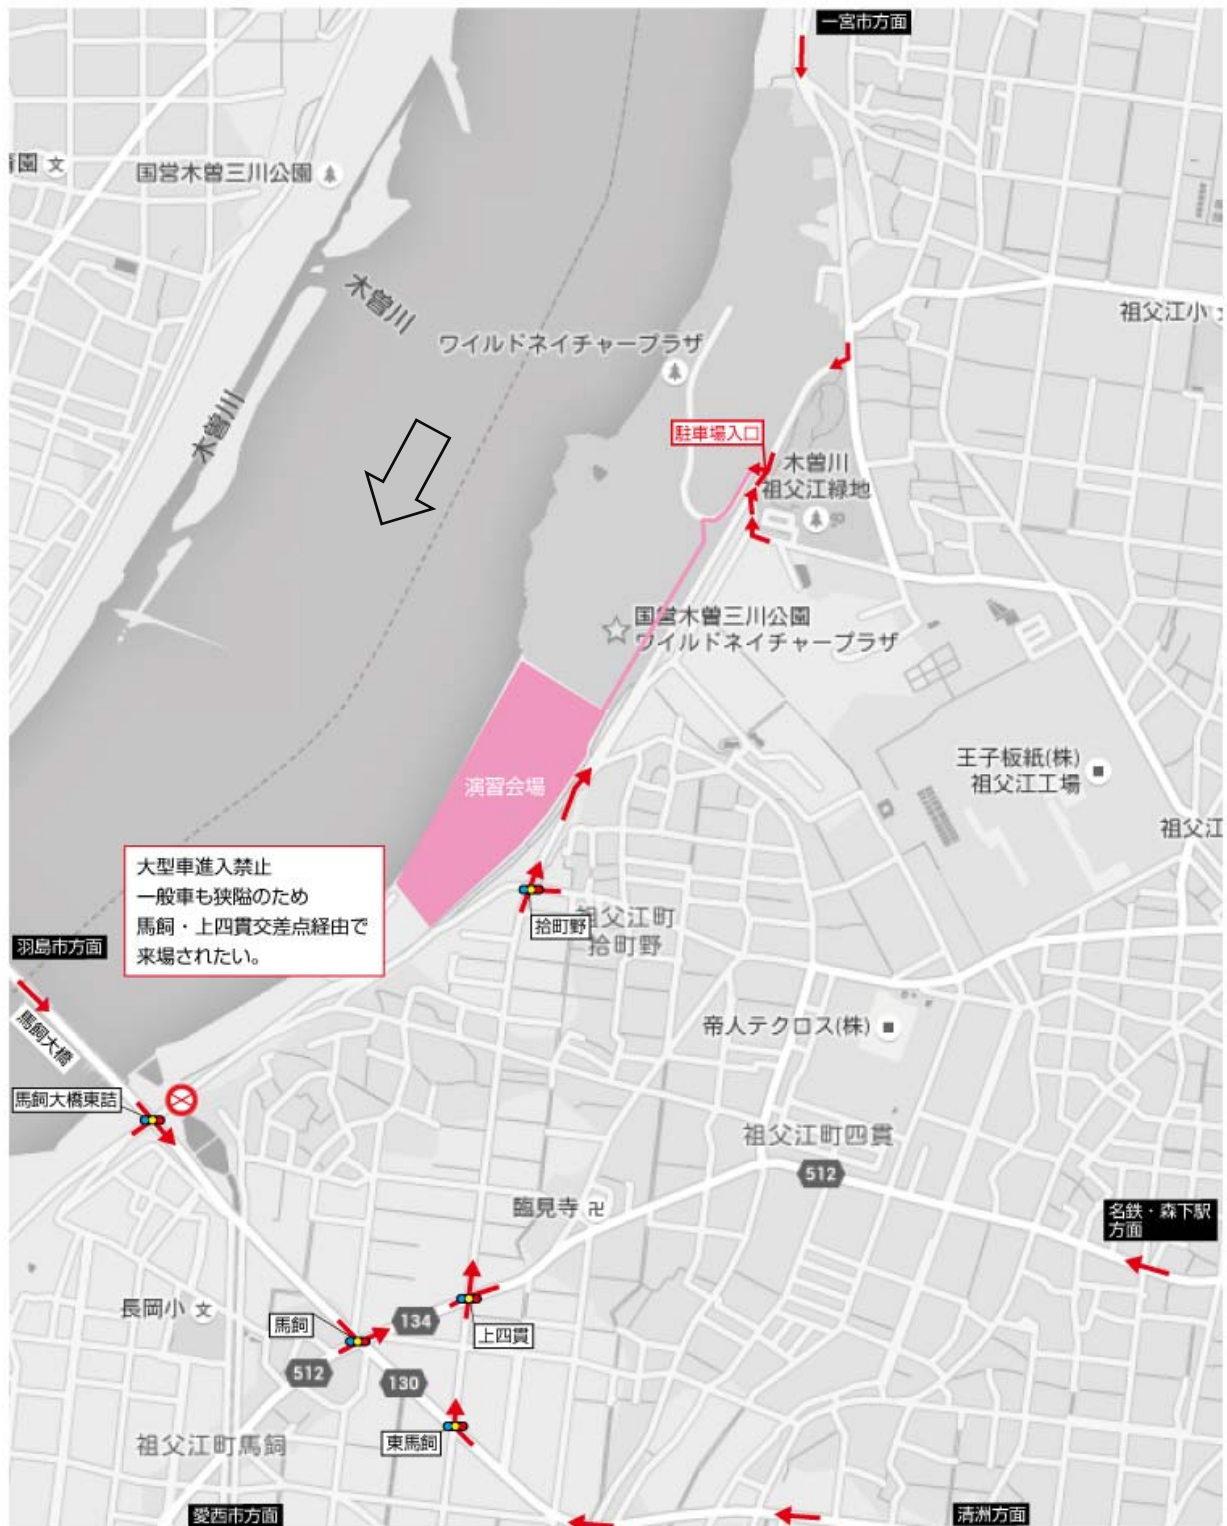 一宮市方面
国営木曽三川公園
木曽川
祖父江小
ワイルドネイチャープラザ
木曽川
駐車場入口
木曽川
祖父江緑地
国営木曽三川公園
ワイルドネイチャープラザ
王子板紙(株)
祖父江工場
演習会場
祖父江
大型車進入禁止
一般車も狭隘のため
馬飼・上四貫交差点経由で
来場されたい。
拾町野
祖父江町
拾町野
羽島市方面
馬飼大橋
帝人テクロス(株)
馬飼大橋東詰
祖父江町四貫
512
臨見寺
名鉄・森下駅
方面
長岡小
馬飼
134
上四貫
512
130
東馬飼
祖父江町馬飼
愛西市方面
清洲方面